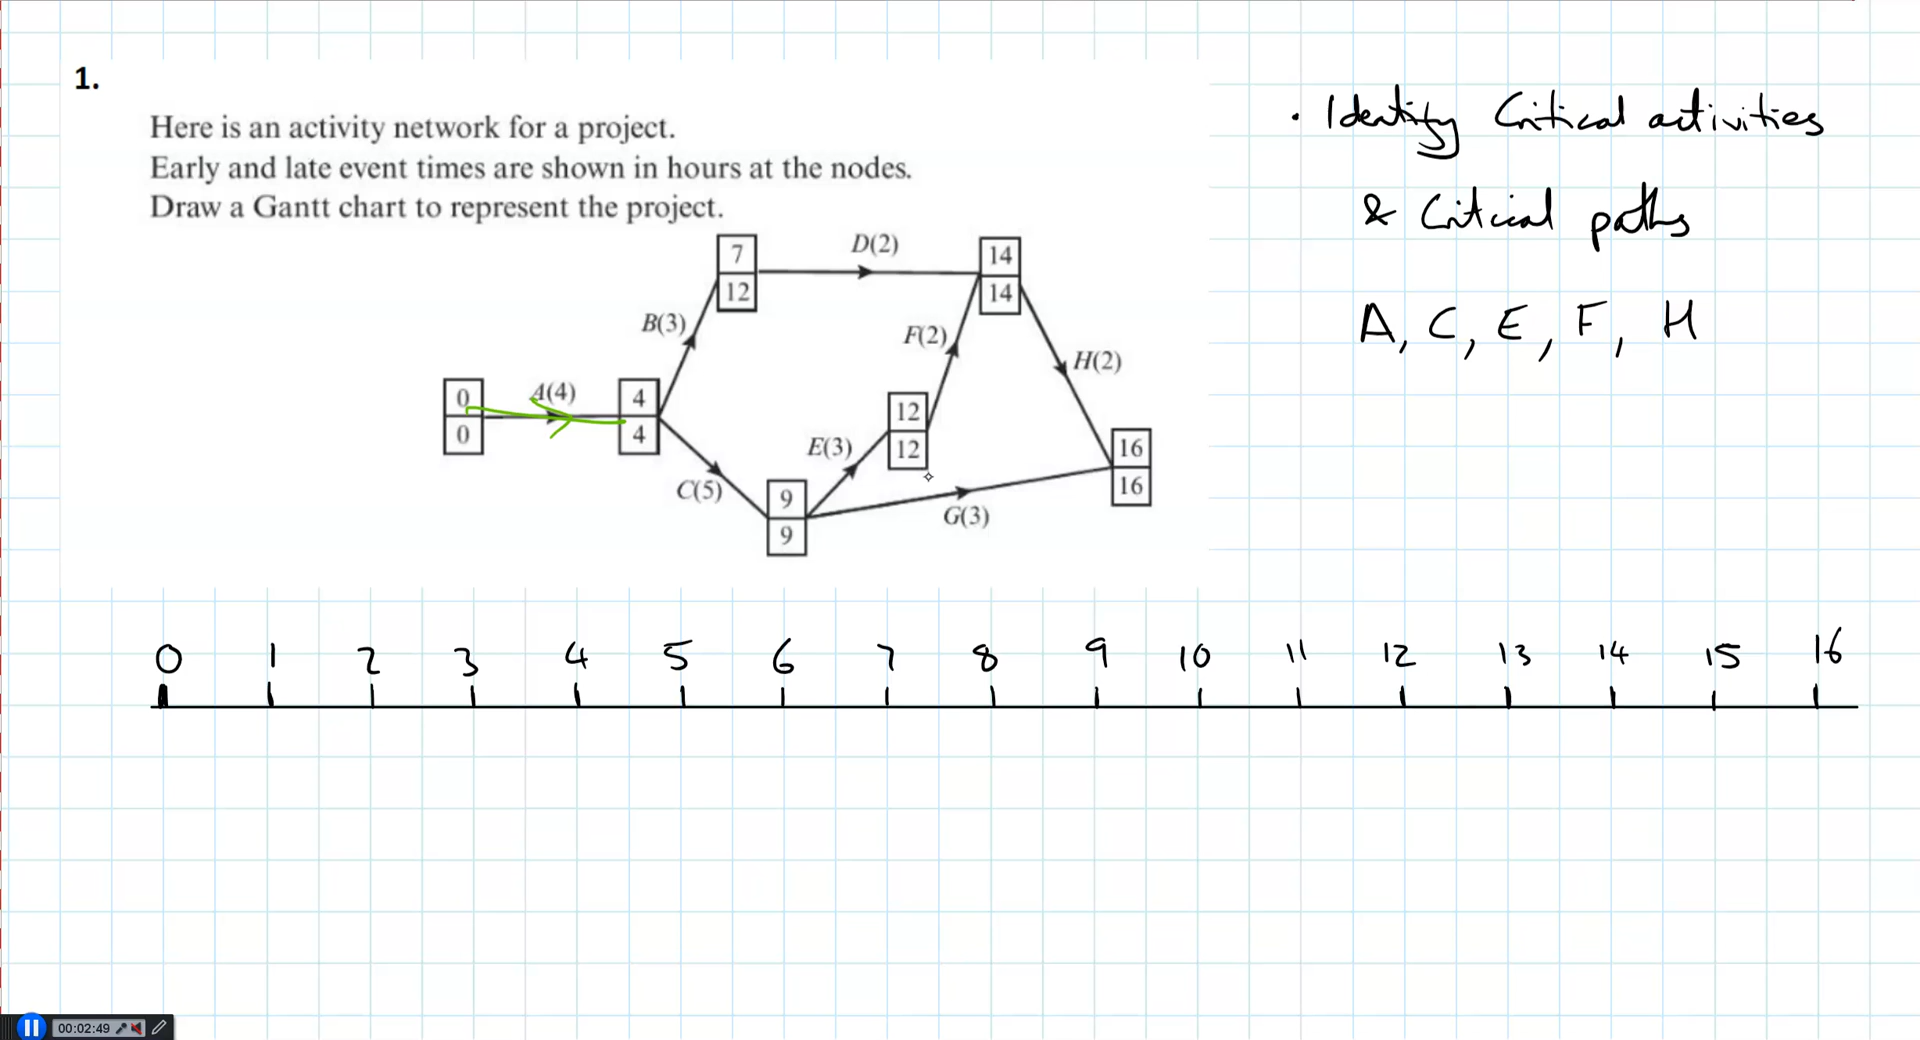 1.
Here is an activity network for a project.
Early and late event times are shown in hours at the nodes.
Draw a Gantt chart to represent the project.
· Identify Critical activities
& Critical paths
A, C, E, F, H
7
12
D(2)
14
14
B(3)
F(2)
H(2)
0
0
A(4)
4
4
12
12
E(3)
16
16
C(5)
9
9
G(3)
0 1 2 3 4 5 6 7 8 9 10 11 12 13 14 15 16
00:02:49